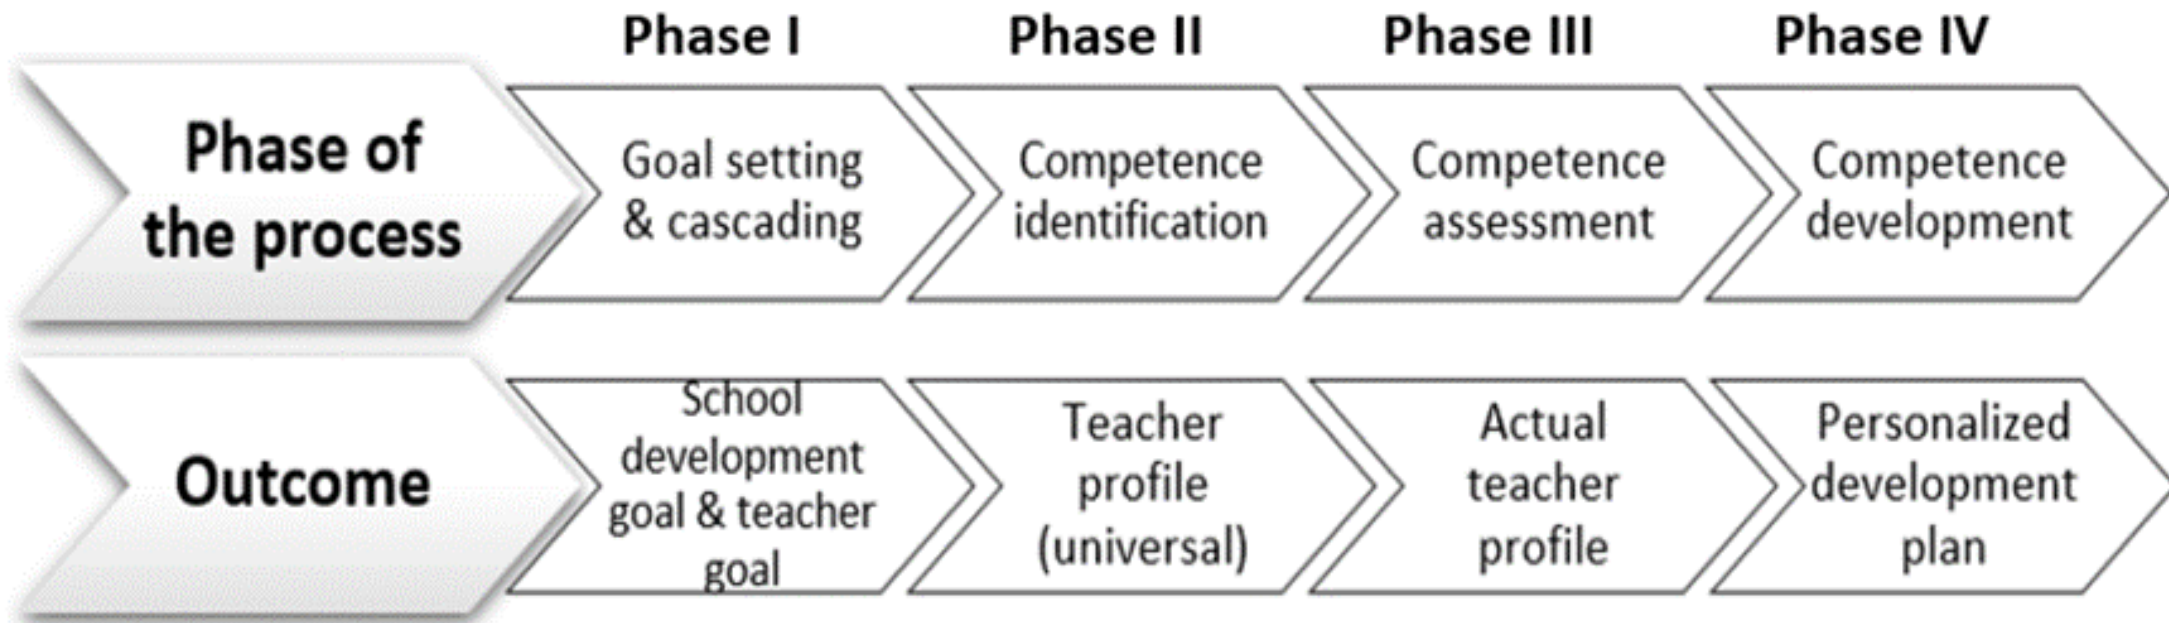 Phase I
Phase II
Phase III
Phase IV
Phase of
the process
Goal setting
& cascading
Competence
identification
Competence
assessment
Competence
development
Outcome
School
development
goal & teacher
goal
Teacher
profile
(universal)
Actual
teacher
profile
Personalized
development
plan